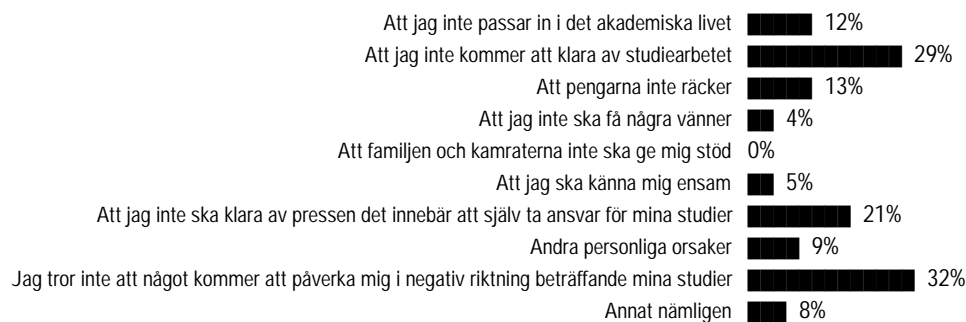 Att jag inte passar in i det akademiska livet 12%
Att jag inte kommer att klara av studiearbetet 29%
Att pengarna inte räcker 13%
Att jag inte ska få några vänner 4%
Att familjen och kamraterna inte ska ge mig stöd 0%
Att jag ska känna mig ensam 5%
Att jag inte ska klara av pressen det innebär att själv ta ansvar för mina studier 21%
Andra personliga orsaker 9%
Jag tror inte att något kommer att påverka mig i negativ riktning beträffande mina studier 32%
Annat nämligen 8%